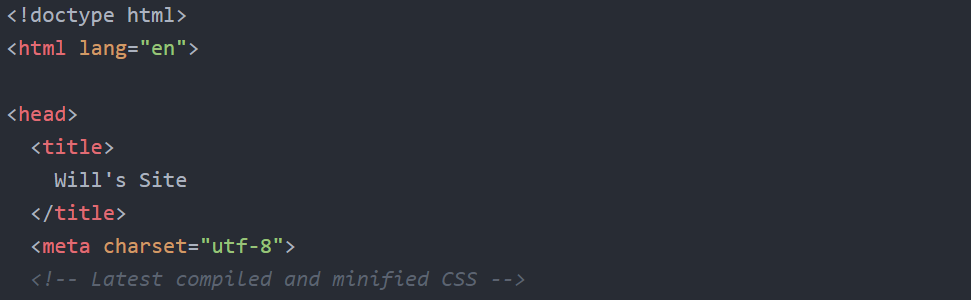 <!doctype html>
<html lang="en">
<head>
<title>
Will's Site
</title>
<meta charset="utf-8">
<!-- Latest compiled and minified CSS -->